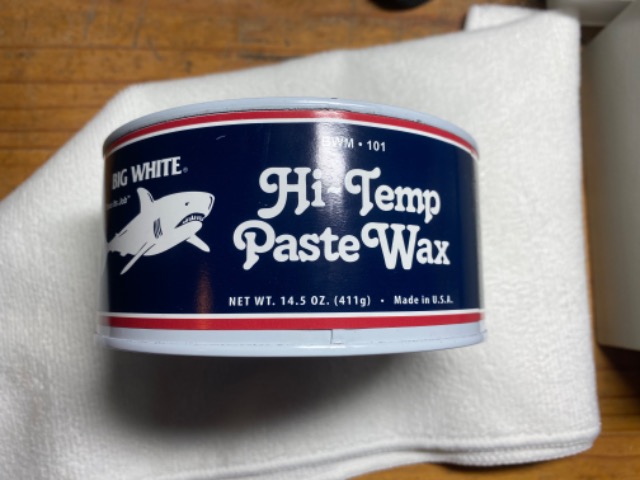 BWM • 101
BIG WHITE®
Hi-Temp
Paste Wax
NET WT. 14.5 OZ. (411g) • Made in U.S.A.